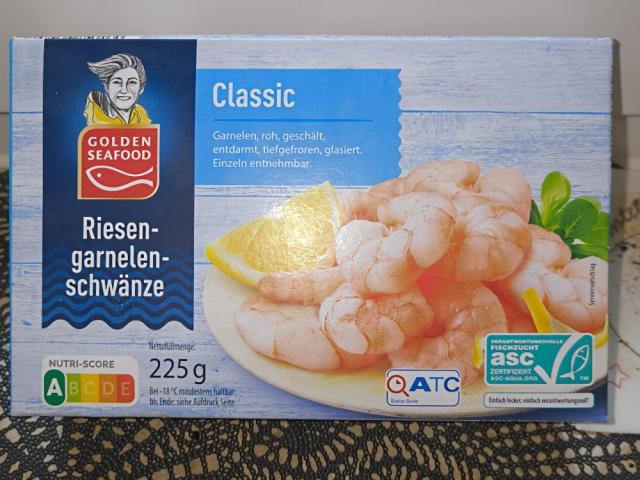 GOLDEN
SEAFOOD
Riesen-
garnelen-
schwänze
Classic
Garnelen, roh, geschält,
entdarmt, tiefgefroren, glasiert.
Einzeln entnehmbar.
NUTRI-SCORE
A B C D E
Nettofüllmenge:
225 g
Bei -18 °C mindestens haltbar
bis Ende: siehe Aufdruck Seite
ATC
Siehe Seite
Serviervorschlag
VERANTWORTUNGSVOLLE
FISCHZUCHT
asc
ZERTIFIZIERT
ASC-AQUA.ORG
TM
Einfach lecker, einfach verantwortungsvoll